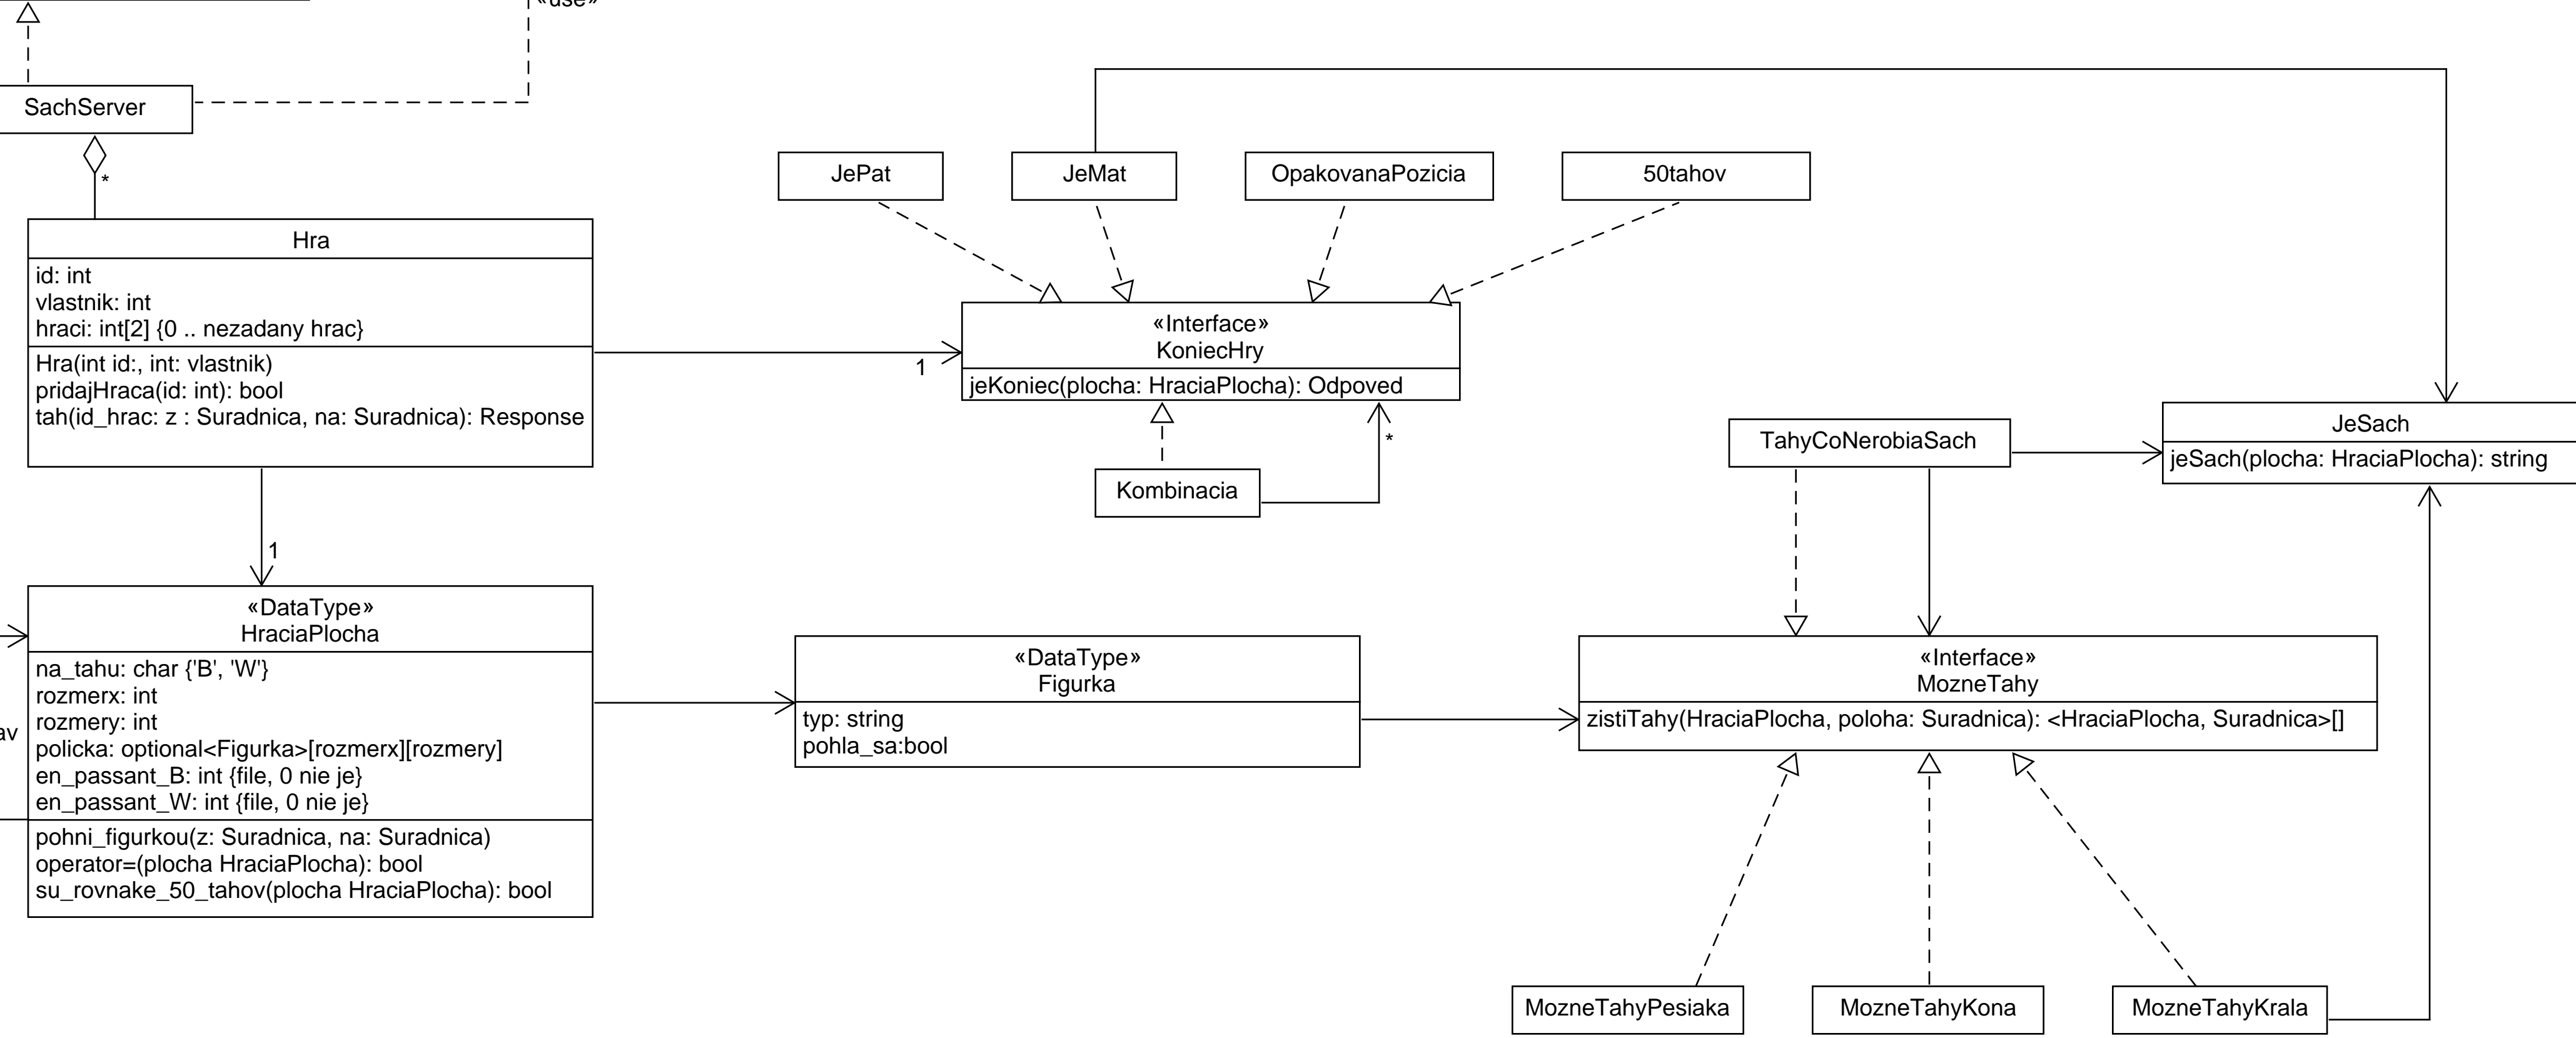 «use»
SachServer
*
JePat
JeMat
OpakovanaPozicia
50tahov
Hra
id: int
vlastnik: int
hraci: int[2] {0 .. nezadany hrac}
Hra(int id:, int: vlastnik)
pridajHraca(id: int): bool
tah(id_hrac: z : Suradnica, na: Suradnica): Response
1
«Interface»
KoniecHry
jeKoniec(plocha: HraciaPlocha): Odpoved
*
Kombinacia
TahyCoNerobiaSach
JeSach
jeSach(plocha: HraciaPlocha): string
1
«DataType»
HraciaPlocha
na_tahu: char {'B', 'W'}
rozmerx: int
rozmery: int
policka: optional<Figurka>[rozmerx][rozmery]
en_passant_B: int {file, 0 nie je}
en_passant_W: int {file, 0 nie je}
pohni_figurkou(z: Suradnica, na: Suradnica)
operator=(plocha HraciaPlocha): bool
su_rovnake_50_tahov(plocha HraciaPlocha): bool
av
«DataType»
Figurka
typ: string
pohla_sa:bool
«Interface»
MozneTahy
zistiTahy(HraciaPlocha, poloha: Suradnica): <HraciaPlocha, Suradnica>[]
MozneTahyPesiaka
MozneTahyKona
MozneTahyKrala